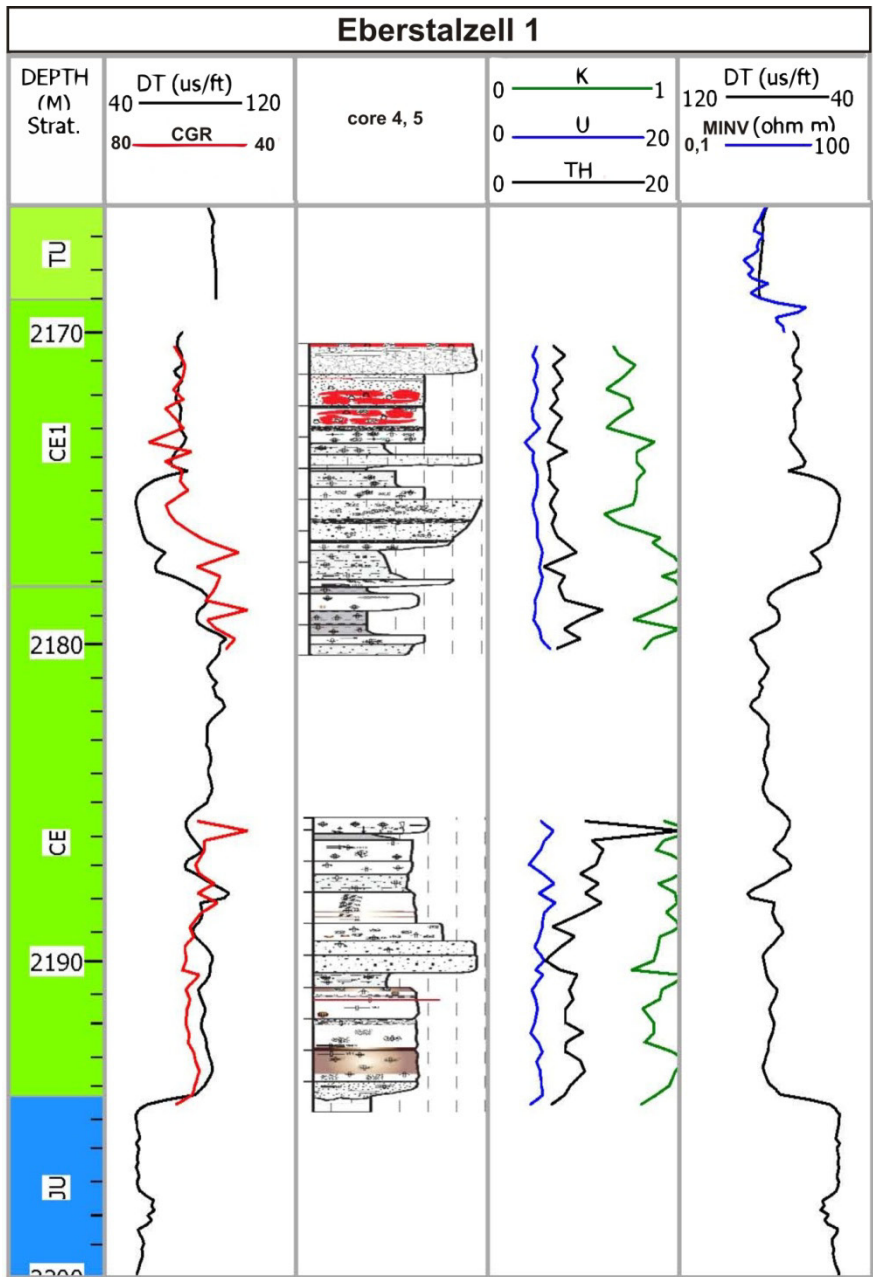 Eberstalzell 1
DEPTH
(M)
Strat.
DT (us/ft)
40 120
CGR
80 40
core 4, 5
K
0 1
U
0 20
TH
0 20
DT (us/ft)
120 40
MINV (ohm m)
0,1 100
TU
2170
CE1
2180
CE
2190
JU
2200